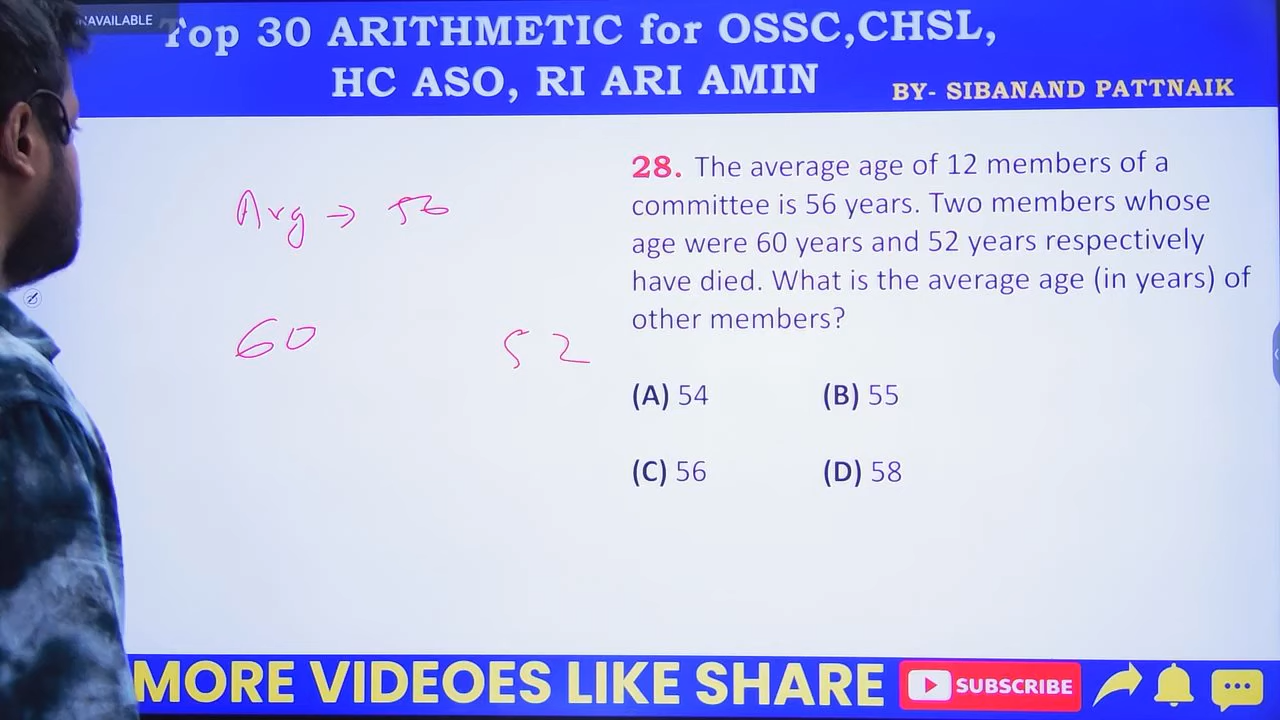 Top 30 ARITHMETIC for OSSC,CHSL,
HC ASO, RI ARI AMIN
BY- SIBANAND PATTNAIK
28. The average age of 12 members of a
committee is 56 years. Two members whose
age were 60 years and 52 years respectively
have died. What is the average age (in years) of
other members?
(A) 54 (B) 55
(C) 56 (D) 58
Avg → 56
60 52
MORE VIDEOES LIKE SHARE SUBSCRIBE